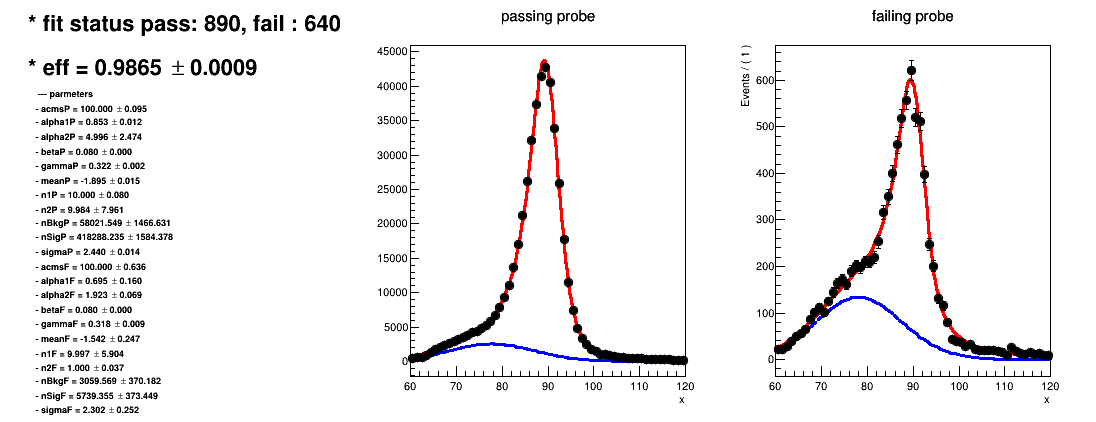 * fit status pass: 890, fail : 640
* eff = 0.9865 ± 0.0009
--- parmeters
- acmsP = 100.000 ± 0.095
- alpha1P = 0.853 ± 0.012
- alpha2P = 4.996 ± 2.474
- betaP = 0.080 ± 0.000
- gammaP = 0.322 ± 0.002
- meanP = -1.895 ± 0.015
- n1P = 10.000 ± 0.080
- n2P = 9.984 ± 7.961
- nBkgP = 58021.549 ± 1466.631
- nSigP = 418288.235 ± 1584.378
- sigmaP = 2.440 ± 0.014
- acmsF = 100.000 ± 0.636
- alpha1F = 0.695 ± 0.160
- alpha2F = 1.923 ± 0.069
- betaF = 0.080 ± 0.000
- gammaF = 0.318 ± 0.009
- meanF = -1.542 ± 0.247
- n1F = 9.997 ± 5.904
- n2F = 1.000 ± 0.037
- nBkgF = 3059.569 ± 370.182
- nSigF = 5739.355 ± 373.449
- sigmaF = 2.302 ± 0.252
passing probe
45000
40000
35000
30000
25000
20000
15000
10000
5000
0
60 70 80 90 100 110 120
x
failing probe
Events / ( 1 )
600
500
400
300
200
100
0
60 70 80 90 100 110 120
x